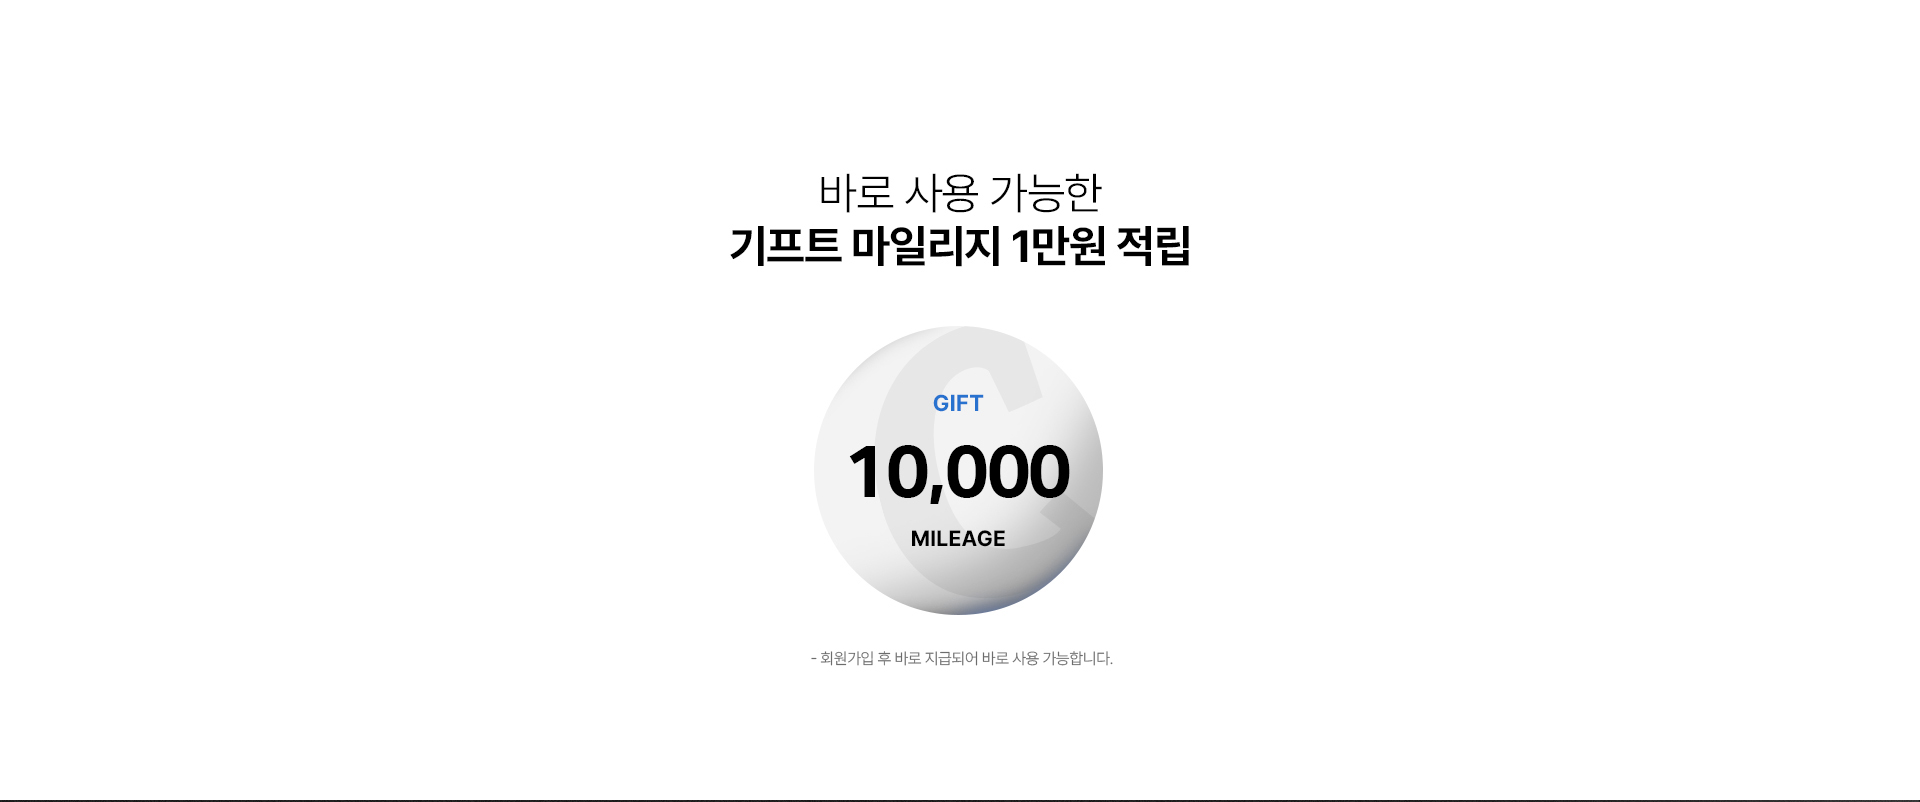 바로 사용 가능한
기프트 마일리지 1만원 적립
GIFT
10,000
MILEAGE
- 회원가입 후 바로 지급되어 바로 사용 가능합니다.